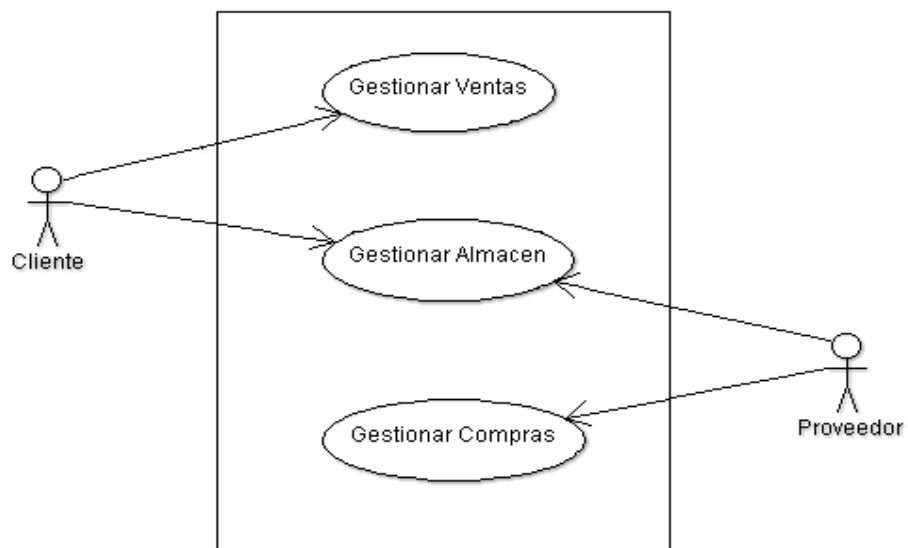 Gestionar Ventas
Cliente
Gestionar Almacen
Proveedor
Gestionar Compras